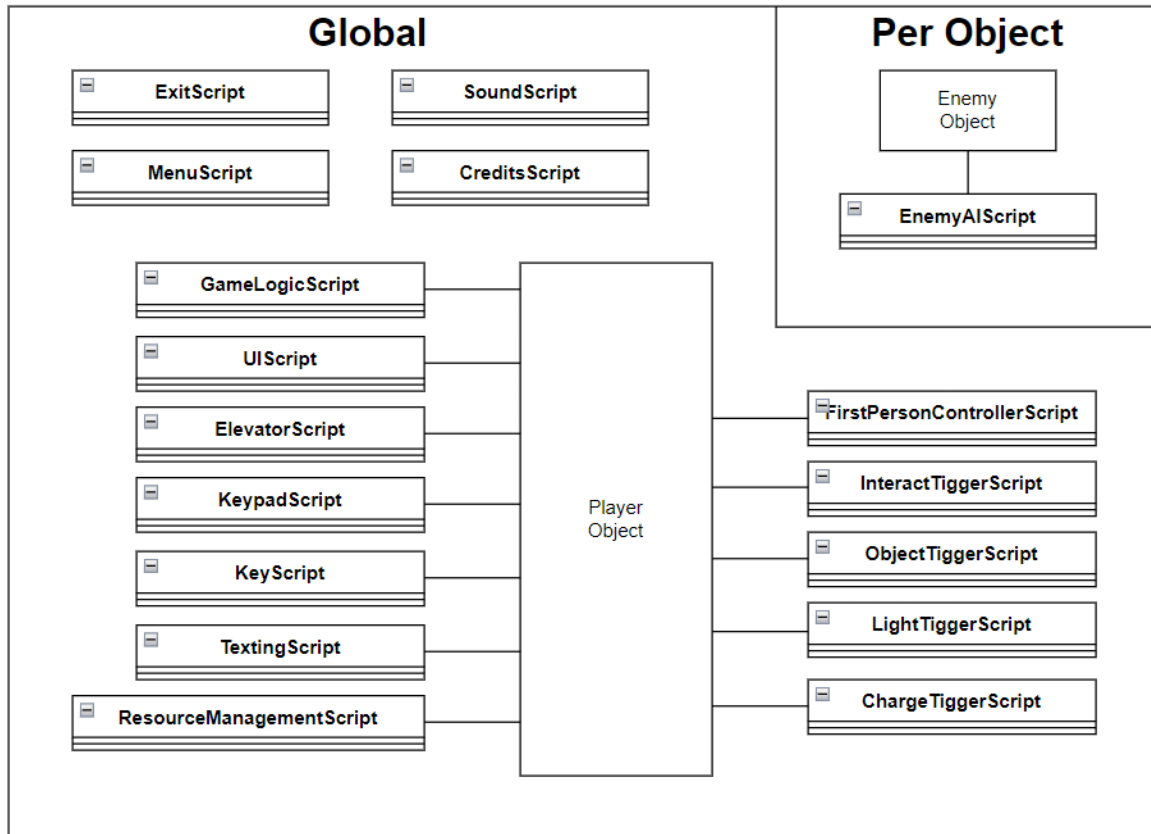 Global
Per Object
ExitScript
SoundScript
MenuScript
CreditsScript
Enemy
Object
EnemyAIScript
GameLogicScript
UIScript
ElevatorScript
KeypadScript
KeyScript
TextingScript
ResourceManagementScript
Player
Object
FirstPersonControllerScript
InteractTiggerScript
ObjectTiggerScript
LightTiggerScript
ChargeTiggerScript